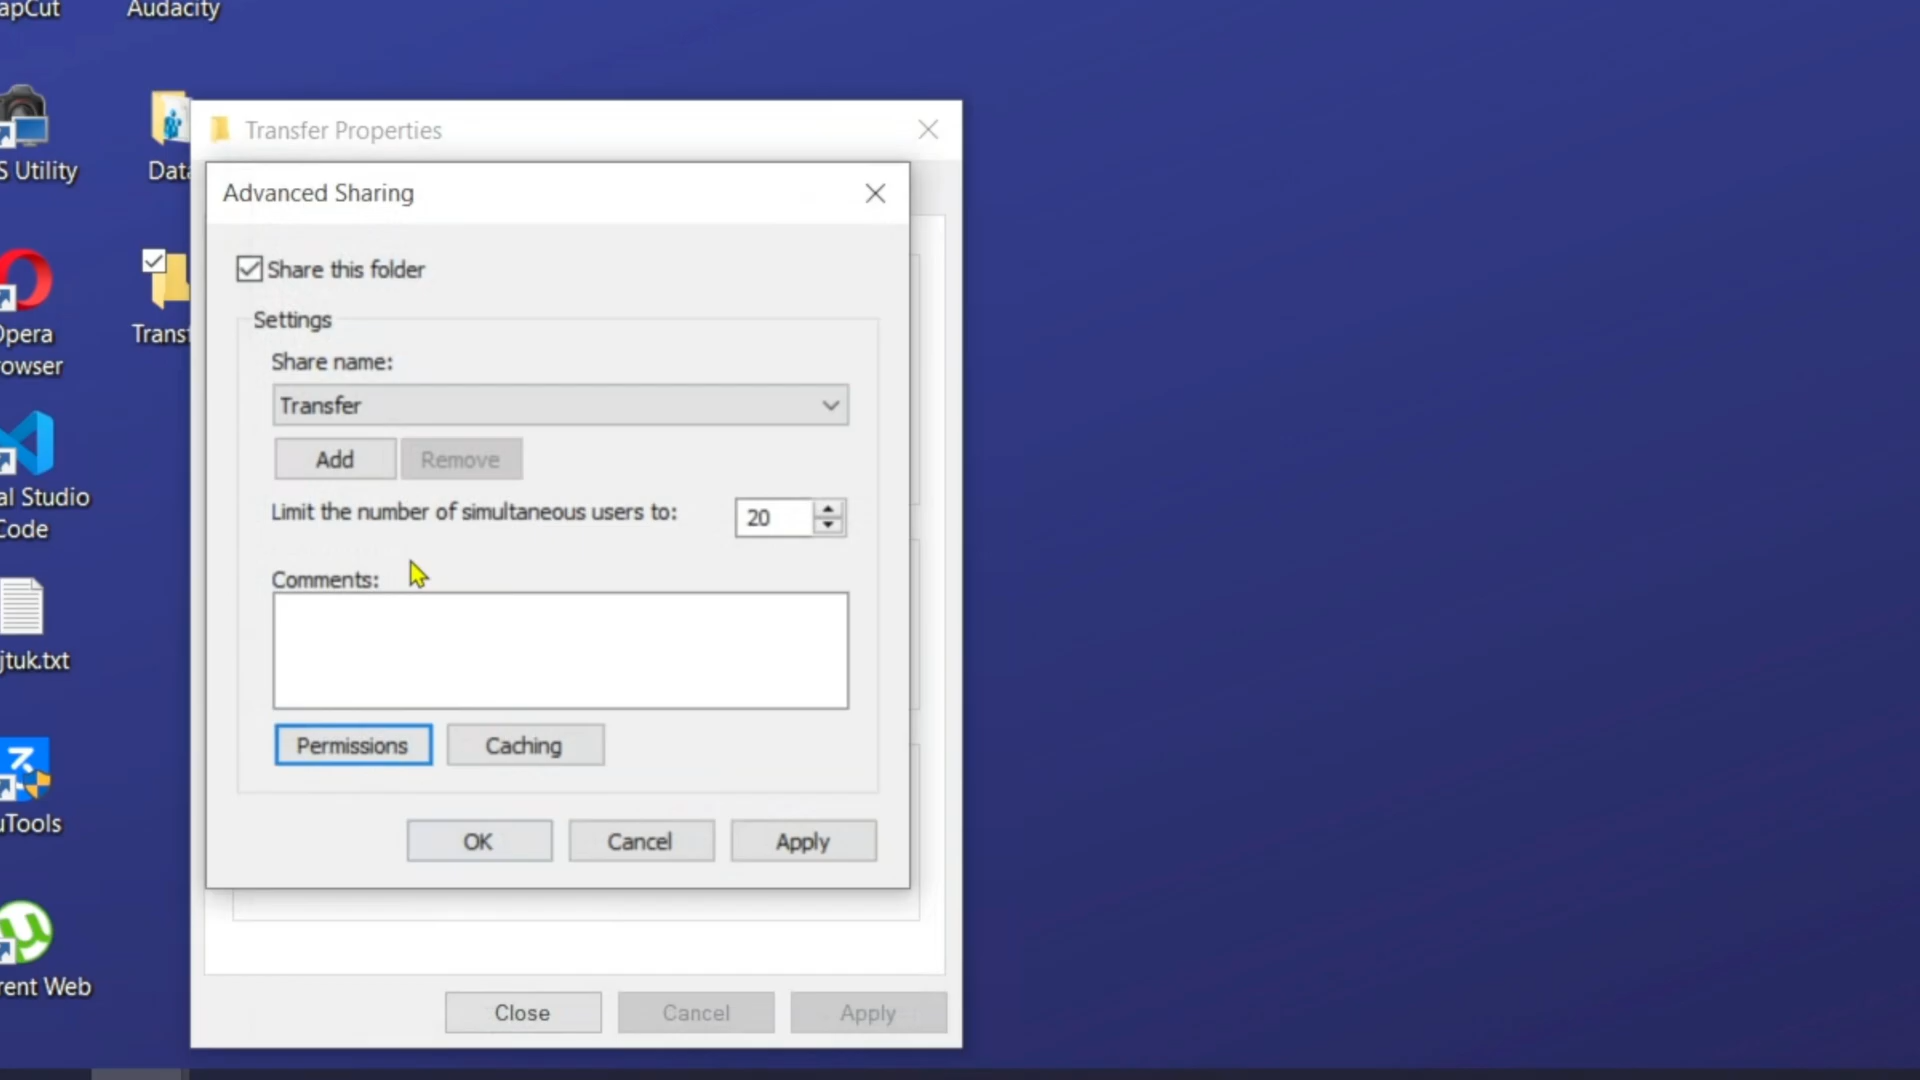 apCut
Audacity
S Utility
Data
Opera
owser
Transf
al Studio
Code
jtuk.txt
uTools
rent Web
Transfer Properties
Advanced Sharing
Share this folder
Settings
Share name:
Transfer
Add
Remove
Limit the number of simultaneous users to:
20
Comments:
Permissions
Caching
OK
Cancel
Apply
Close
Cancel
Apply